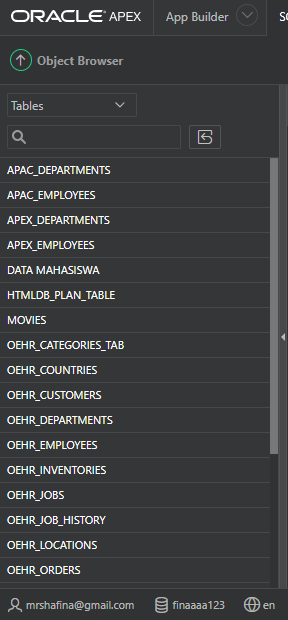 ORACLE APEX App Builder
Object Browser
Tables
APAC_DEPARTMENTS
APAC_EMPLOYEES
APEX_DEPARTMENTS
APEX_EMPLOYEES
DATA MAHASISWA
HTMLDB_PLAN_TABLE
MOVIES
OEHR_CATEGORIES_TAB
OEHR_COUNTRIES
OEHR_CUSTOMERS
OEHR_DEPARTMENTS
OEHR_EMPLOYEES
OEHR_INVENTORIES
OEHR_JOBS
OEHR_JOB_HISTORY
OEHR_LOCATIONS
OEHR_ORDERS
mrshafina@gmail.com finaaaa123 en